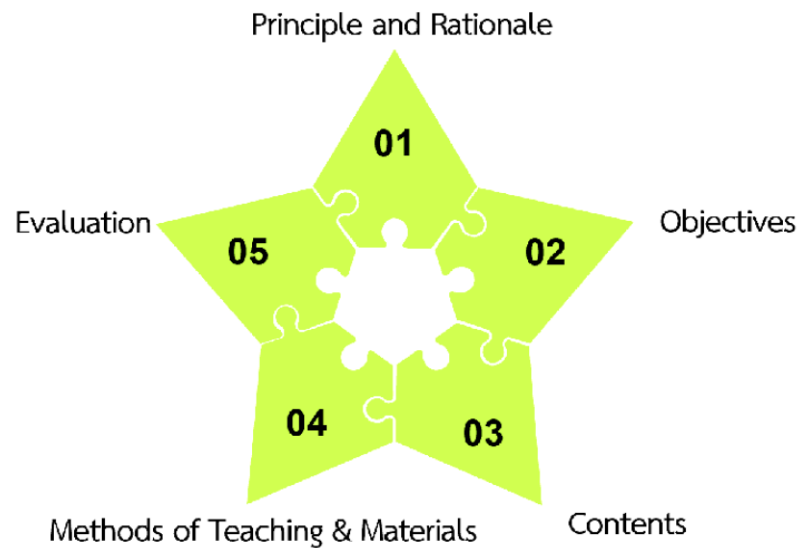 Principle and Rationale
01
Evaluation
Objectives
05
02
04
03
Methods of Teaching & Materials
Contents